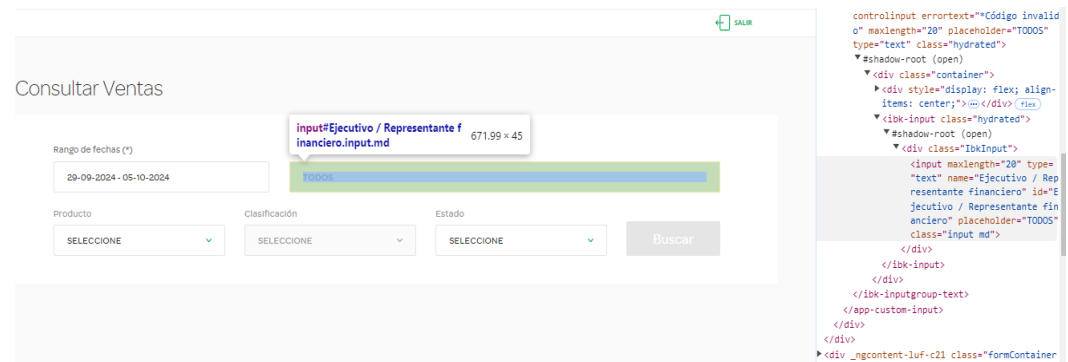 SALIR
Consultar Ventas
input#Ejecutivo / Representante f
inanciero.input.md
671.99 × 45
Rango de fechas (*)
29-09-2024 - 05-10-2024
TODOS
Producto
Clasificación
Estado
SELECCIONE
SELECCIONE
SELECCIONE
Buscar
controlinput errortext="*Código invalid
o" maxlength="20" placeholder="TODOS"
type="text" class="hydrated">
▼#shadow-root (open)
▼<div class="container">
▶<div style="display: flex; align-
items: center;">⋯</div> flex
▼<ibk-input class="hydrated">
▼#shadow-root (open)
▼<div class="IbkInput">
<input maxlength="20" type=
"text" name="Ejecutivo / Rep
resentante financiero" id="E
jecutivo / Representante fin
anciero" placeholder="TODOS"
class="input md">
</div>
</ibk-input>
</div>
</ibk-inputgroup-text>
</app-custom-input>
</div>
</div>
▶<div _ngcontent-luf-c21 class="formContainer